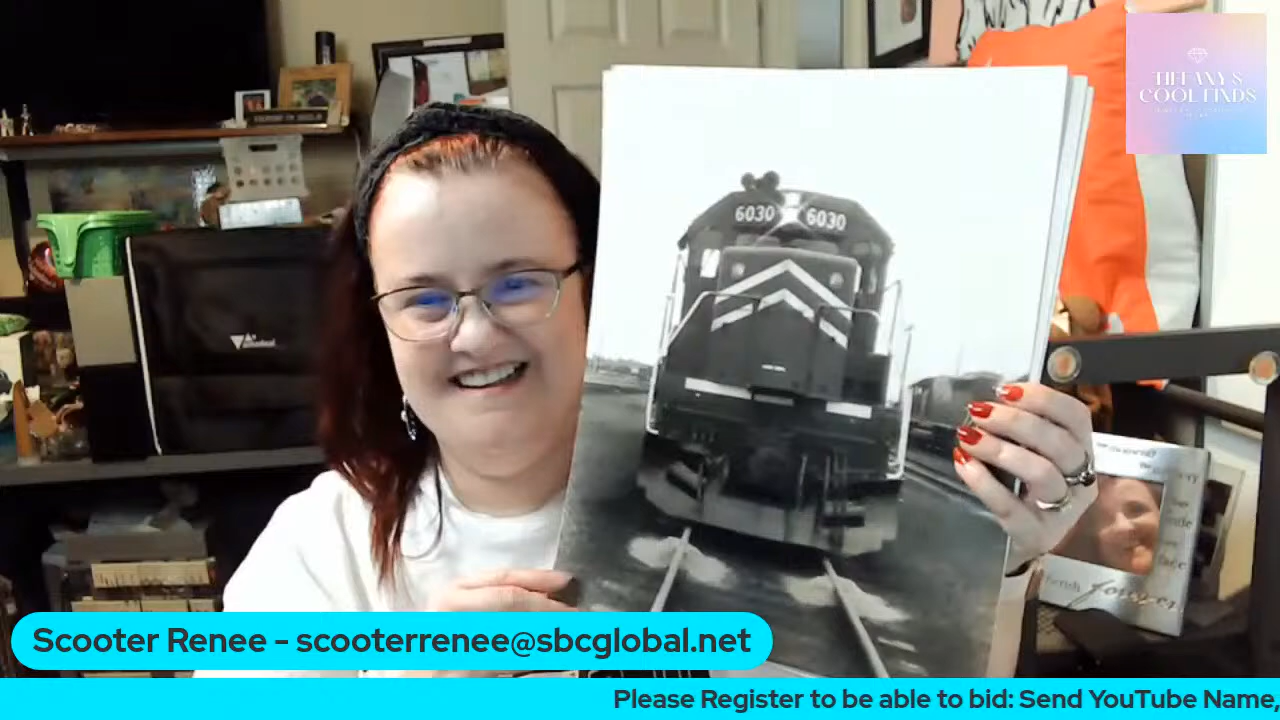 TIFFANY'S
COOL FINDS
6030 6030
forever
Scooter Renee - scooterrenee@sbcglobal.net
Please Register to be able to bid: Send YouTube Name,